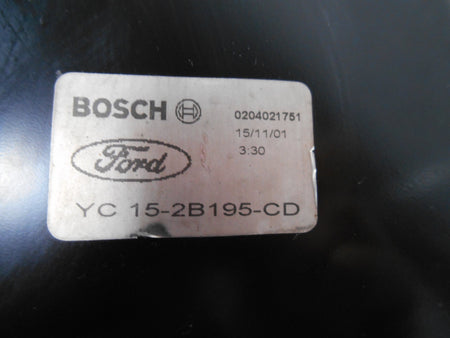 BOSCH
0204021751
15/11/01
3:30
Ford
YC 15-2B195-CD